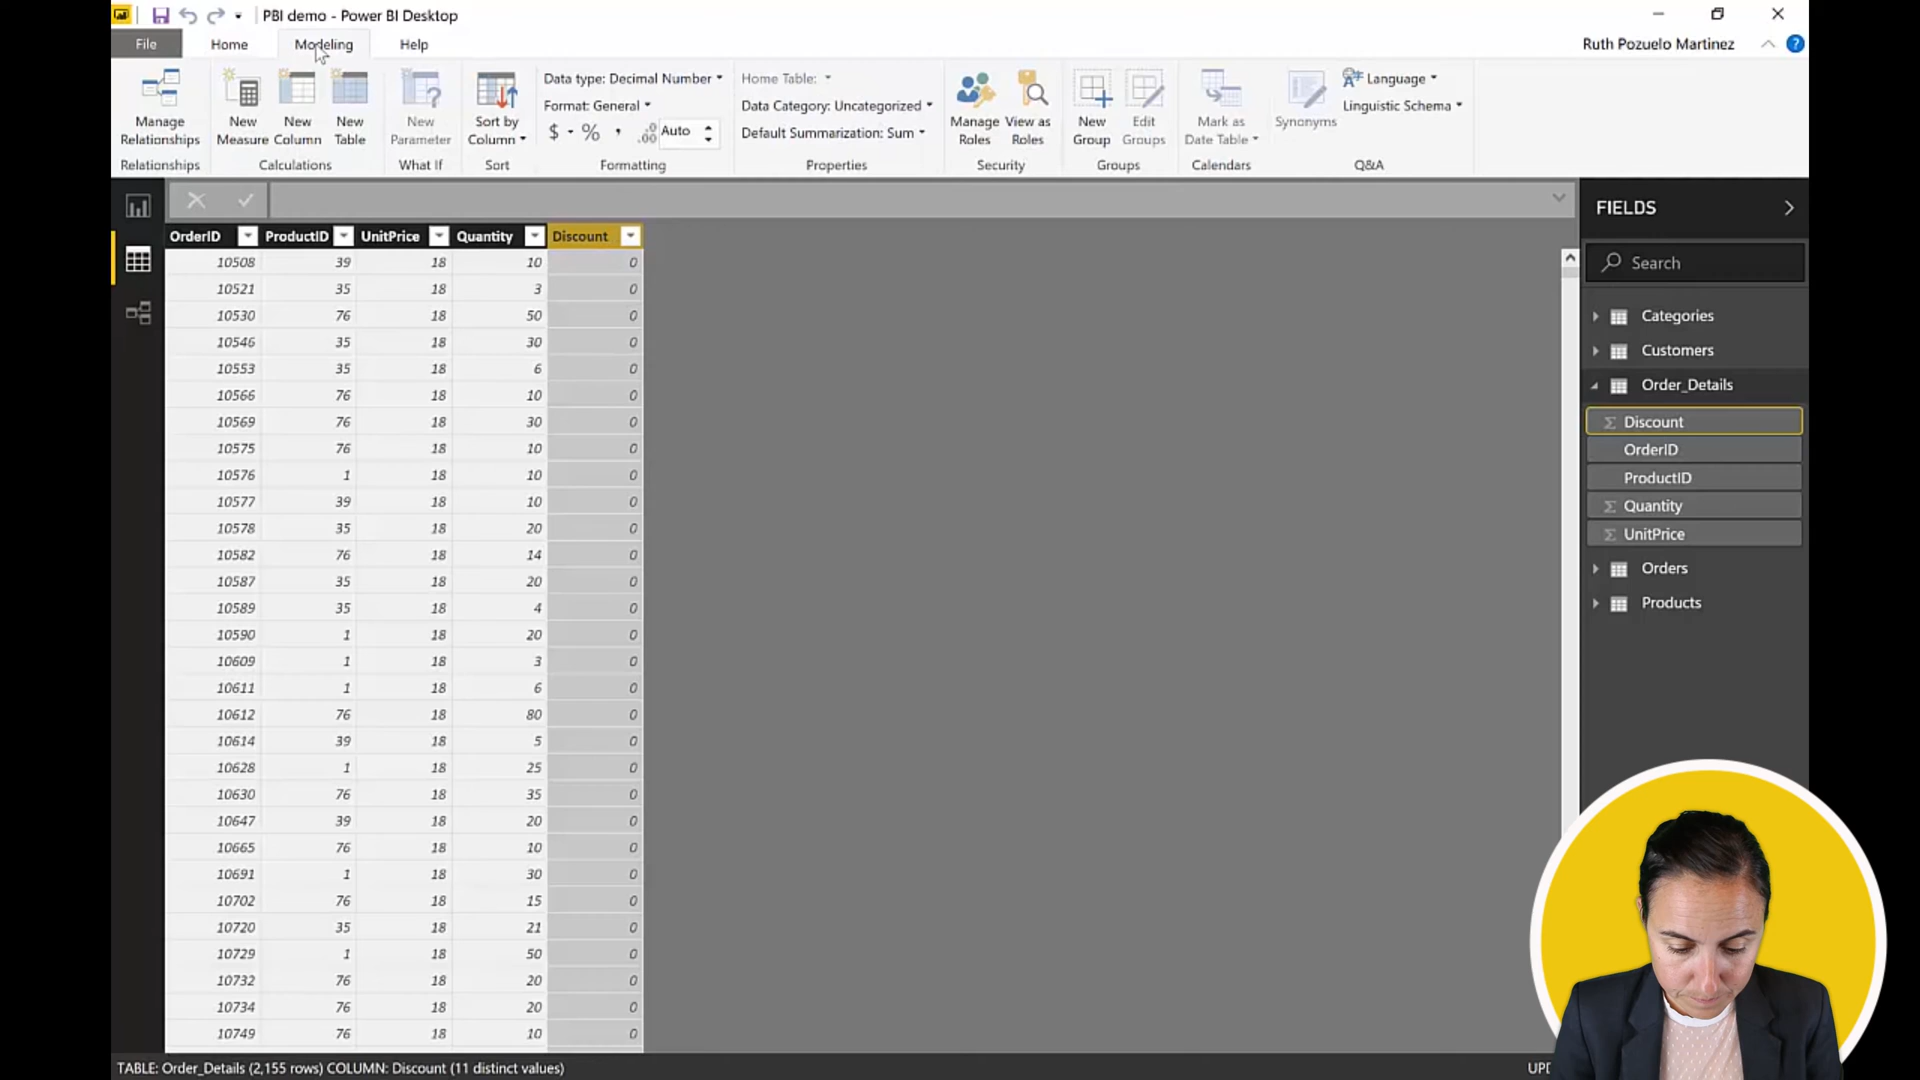 PBI demo - Power BI Desktop
File Home Modeling Help
Ruth Pozuelo Martinez
Manage Relationships
New Measure
New Column
New Table
New Parameter
Sort by Column
Data type: Decimal Number
Format: General
$ % , .00 Auto
Home Table:
Data Category: Uncategorized
Default Summarization: Sum
Manage Roles
View as Roles
New Group
Edit Groups
Mark as Date Table
Synonyms
Language
Linguistic Schema
Relationships Calculations What If Sort Formatting Properties Security Groups Calendars Q&A
OrderID ProductID UnitPrice Quantity Discount
10508 39 18 10 0
10521 35 18 3 0
10530 76 18 50 0
10546 35 18 30 0
10553 35 18 6 0
10566 76 18 10 0
10569 76 18 30 0
10575 76 18 10 0
10576 1 18 10 0
10577 39 18 10 0
10578 35 18 20 0
10582 76 18 14 0
10587 35 18 20 0
10589 35 18 4 0
10590 1 18 20 0
10609 1 18 3 0
10611 1 18 6 0
10612 76 18 80 0
10614 39 18 5 0
10628 1 18 25 0
10630 76 18 35 0
10647 39 18 20 0
10665 76 18 10 0
10691 1 18 30 0
10702 76 18 15 0
10720 35 18 21 0
10729 1 18 50 0
10732 76 18 20 0
10734 76 18 20 0
10749 76 18 10 0
FIELDS
Search
Categories
Customers
Order_Details
Σ Discount
OrderID
ProductID
Σ Quantity
Σ UnitPrice
Orders
Products
TABLE: Order_Details (2,155 rows) COLUMN: Discount (11 distinct values)